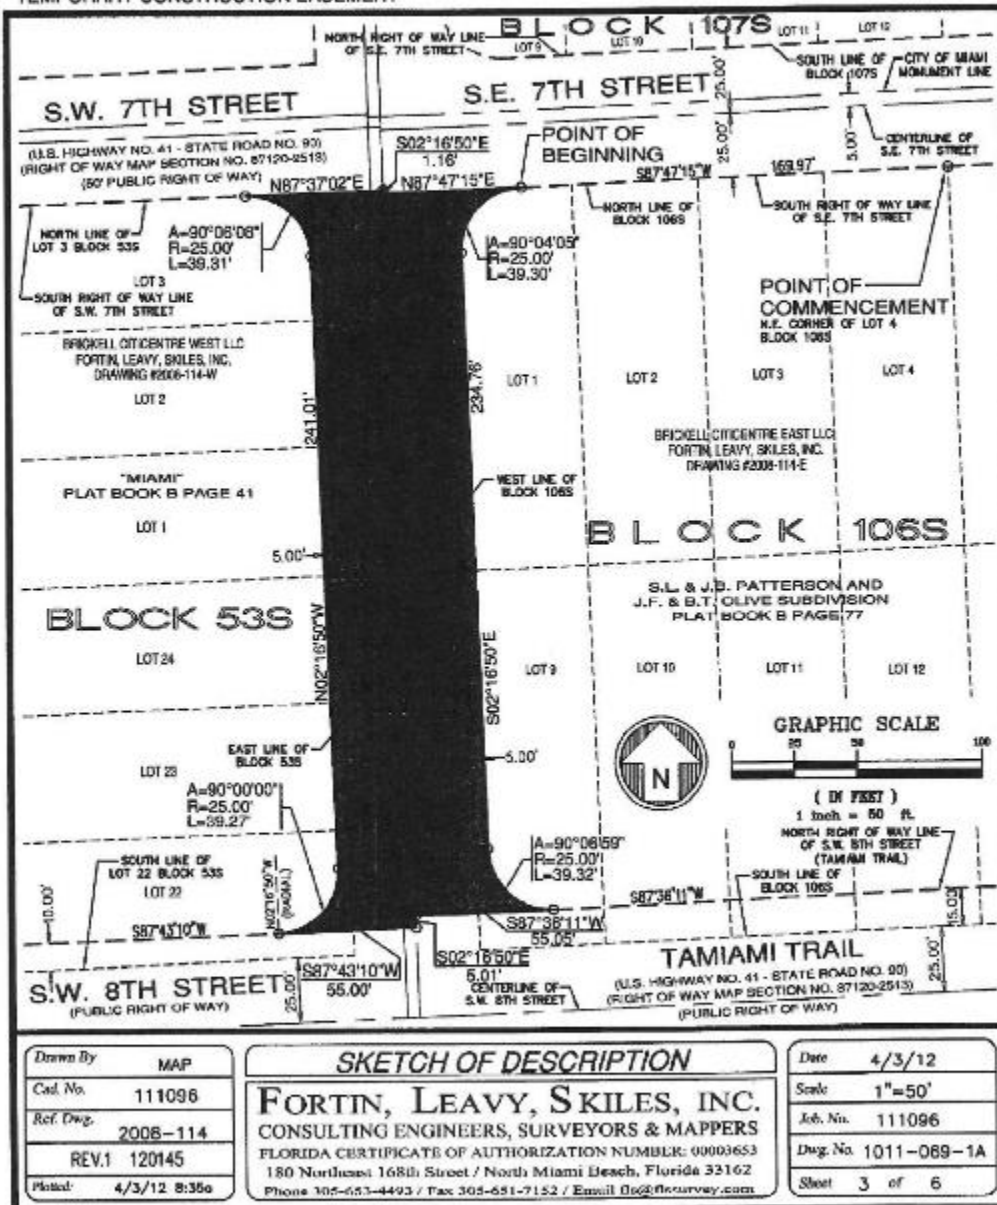 TEMPORARY CONSTRUCTION EASEMENT
BLOCK 107S
NORTH RIGHT OF WAY LINE
OF S.E. 7TH STREET
LOT 9
LOT 10
LOT 11
LOT 12
SOUTH LINE OF
BLOCK 107S
CITY OF MIAMI
MONUMENT LINE
25.00'
S.W. 7TH STREET
S.E. 7TH STREET
(U.S. HIGHWAY NO. 41 - STATE ROAD NO. 90)
(RIGHT OF WAY MAP SECTION NO. 87120-2513)
(50' PUBLIC RIGHT OF WAY)
S02°16'50"E
1.16'
POINT OF
BEGINNING
25.00'
5.00'
CENTERLINE OF
S.E. 7TH STREET
N87°37'02"E
N87°47'15"E
S87°47'15"W
169.97'
NORTH LINE OF
LOT 3 BLOCK 53S
NORTH LINE OF
BLOCK 106S
SOUTH RIGHT OF WAY LINE
OF S.E. 7TH STREET
A=90°06'08"
R=25.00'
L=39.31'
A=90°04'05"
R=25.00'
L=39.30'
LOT 3
SOUTH RIGHT OF WAY LINE
OF S.W. 7TH STREET
POINT OF
COMMENCEMENT
N.E. CORNER OF LOT 4
BLOCK 106S
BRICKELL CITICENTRE WEST LLC
FORTIN, LEAVY, SKILES, INC.
DRAWING #2008-114-W
LOT 2
241.01'
234.76'
LOT 1
LOT 2
LOT 3
LOT 4
BRICKELL CITICENTRE EAST LLC
FORTIN, LEAVY, SKILES, INC.
DRAWING #2008-114-E
"MIAMI"
PLAT BOOK B PAGE 41
LOT 1
WEST LINE OF
BLOCK 106S
BLOCK 106S
5.00'
S.L. & J.B. PATTERSON AND
J.F. & B.T. OLIVE SUBDIVISION
PLAT BOOK B PAGE 77
BLOCK 53S
LOT 24
N02°16'50"W
S02°16'50"E
LOT 9
LOT 10
LOT 11
LOT 12
EAST LINE OF
BLOCK 53S
LOT 23
5.00'
N
GRAPHIC SCALE
0 25 50 100
( IN FEET )
1 inch = 50 ft.
A=90°00'00"
R=25.00'
L=39.27'
A=90°06'59"
R=25.00'
L=39.32'
NORTH RIGHT OF WAY LINE
OF S.W. 8TH STREET
(TAMIAMI TRAIL)
SOUTH LINE OF
LOT 22 BLOCK 53S
LOT 22
SOUTH LINE OF
BLOCK 106S
10.00'
N02°16'50"W
(RADIAL)
S87°43'10"W
S87°36'11"W
15.00'
S87°36'11"W
55.05'
S02°16'50"E
5.01'
S87°43'10"W
55.00'
S.W. 8TH STREET
(PUBLIC RIGHT OF WAY)
25.00'
CENTERLINE OF
S.W. 8TH STREET
TAMIAMI TRAIL
(U.S. HIGHWAY NO. 41 - STATE ROAD NO. 90)
(RIGHT OF WAY MAP SECTION NO. 87120-2513)
(PUBLIC RIGHT OF WAY)
25.00'
Drawn By MAP
Cad. No. 111096
Ref. Dwg.
2008-114
REV.1 120145
Plotted: 4/3/12 8:35a
SKETCH OF DESCRIPTION
FORTIN, LEAVY, SKILES, INC.
CONSULTING ENGINEERS, SURVEYORS & MAPPERS
FLORIDA CERTIFICATE OF AUTHORIZATION NUMBER: 00003653
180 Northeast 168th Street / North Miami Beach, Florida 33162
Phone 305-653-4493 / Fax 305-651-7152 / Email fls@flssurvey.com
Date 4/3/12
Scale 1"=50'
Job. No. 111096
Dwg. No. 1011-069-1A
Sheet 3 of 6